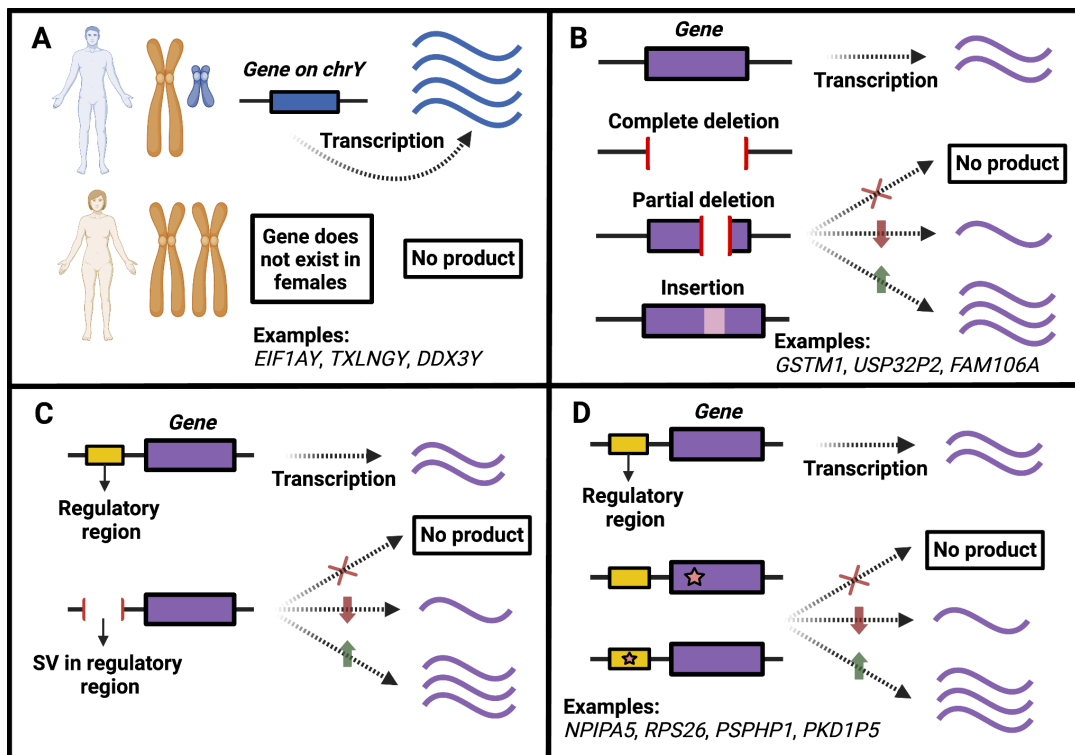 A
Gene on chrY
Transcription
Gene does
not exist in
females
No product
Examples:
EIF1AY, TXLNGY, DDX3Y
B
Gene
Transcription
Complete deletion
No product
Partial deletion
Insertion
Examples:
GSTM1, USP32P2, FAM106A
C
Gene
Transcription
Regulatory
region
No product
SV in regulatory
region
D
Gene
Transcription
Regulatory
region
No product
Examples:
NPIPA5, RPS26, PSPHP1, PKD1P5